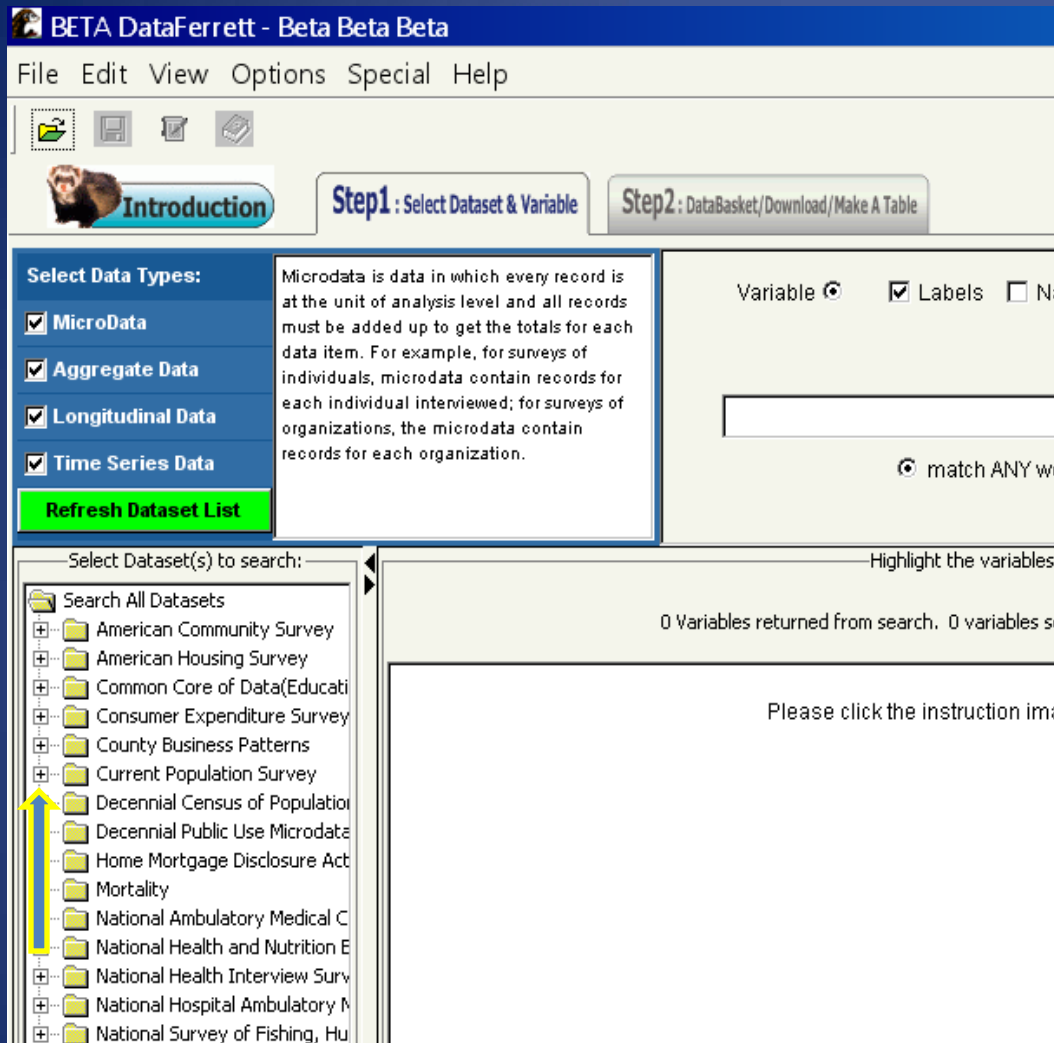 BETA DataFerrett - Beta Beta Beta
File Edit View Options Special Help
Introduction
Step1 : Select Dataset & Variable
Step2 : DataBasket/Download/Make A Table
Select Data Types:
MicroData
Aggregate Data
Longitudinal Data
Time Series Data
Refresh Dataset List
Microdata is data in which every record is
at the unit of analysis level and all records
must be added up to get the totals for each
data item. For example, for surveys of
individuals, microdata contain records for
each individual interviewed; for surveys of
organizations, the microdata contain
records for each organization.
Variable Labels
match ANY
Select Dataset(s) to search:
Search All Datasets
American Community Survey
American Housing Survey
Common Core of Data(Educati
Consumer Expenditure Survey
County Business Patterns
Current Population Survey
Decennial Census of Population
Decennial Public Use Microdata
Home Mortgage Disclosure Act
Mortality
National Ambulatory Medical C
National Health and Nutrition E
National Health Interview Surv
National Hospital Ambulatory
National Survey of Fishing, Hu
Highlight the variables
0 Variables returned from search. 0 variables
Please click the instruction